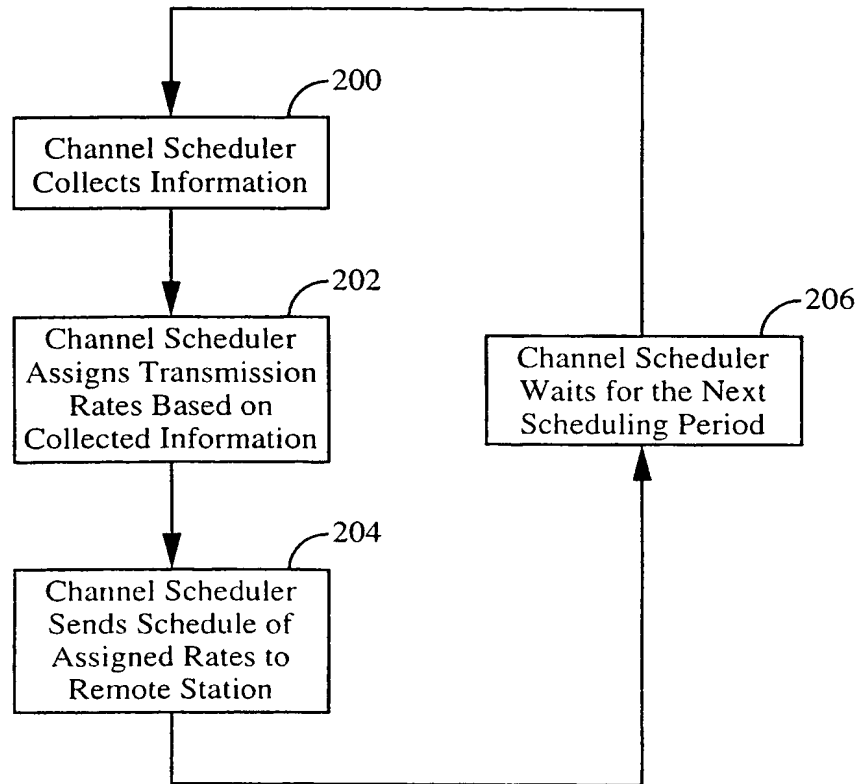 200
Channel Scheduler
Collects Information
202
Channel Scheduler
Assigns Transmission
Rates Based on
Collected Information
206
Channel Scheduler
Waits for the Next
Scheduling Period
204
Channel Scheduler
Sends Schedule of
Assigned Rates to
Remote Station